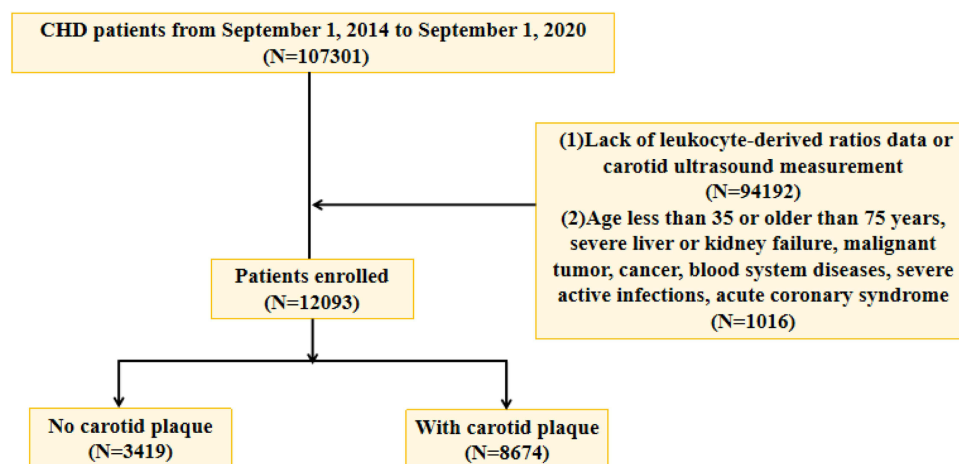 CHD patients from September 1, 2014 to September 1, 2020
(N=107301)
(1)Lack of leukocyte-derived ratios data or
carotid ultrasound measurement
(N=94192)
(2)Age less than 35 or older than 75 years,
severe liver or kidney failure, malignant
tumor, cancer, blood system diseases, severe
active infections, acute coronary syndrome
(N=1016)
Patients enrolled
(N=12093)
No carotid plaque
(N=3419)
With carotid plaque
(N=8674)